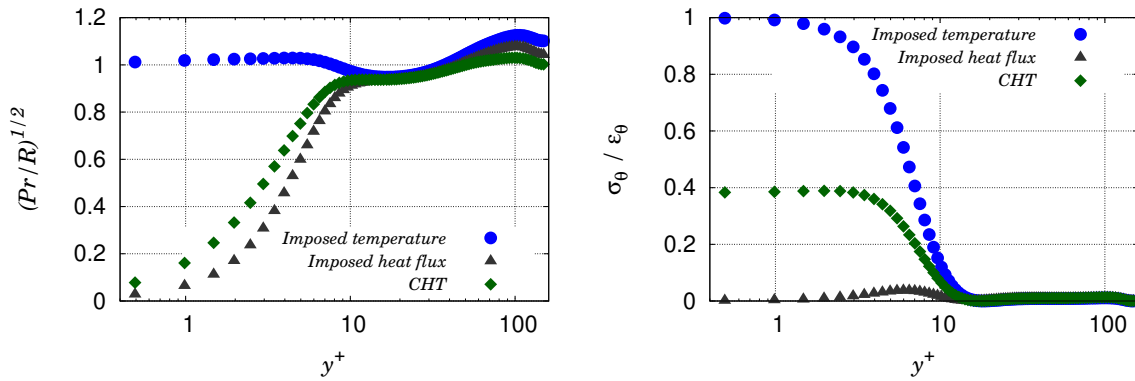 1.2
1
0.8
0.6
0.4
0.2
0
(Pr/R)^{1/2}
Imposed temperature
Imposed heat flux
CHT
1
10
100
y^+
1
0.8
0.6
0.4
0.2
0
σ_θ / ε_θ
Imposed temperature
Imposed heat flux
CHT
1
10
100
y^+